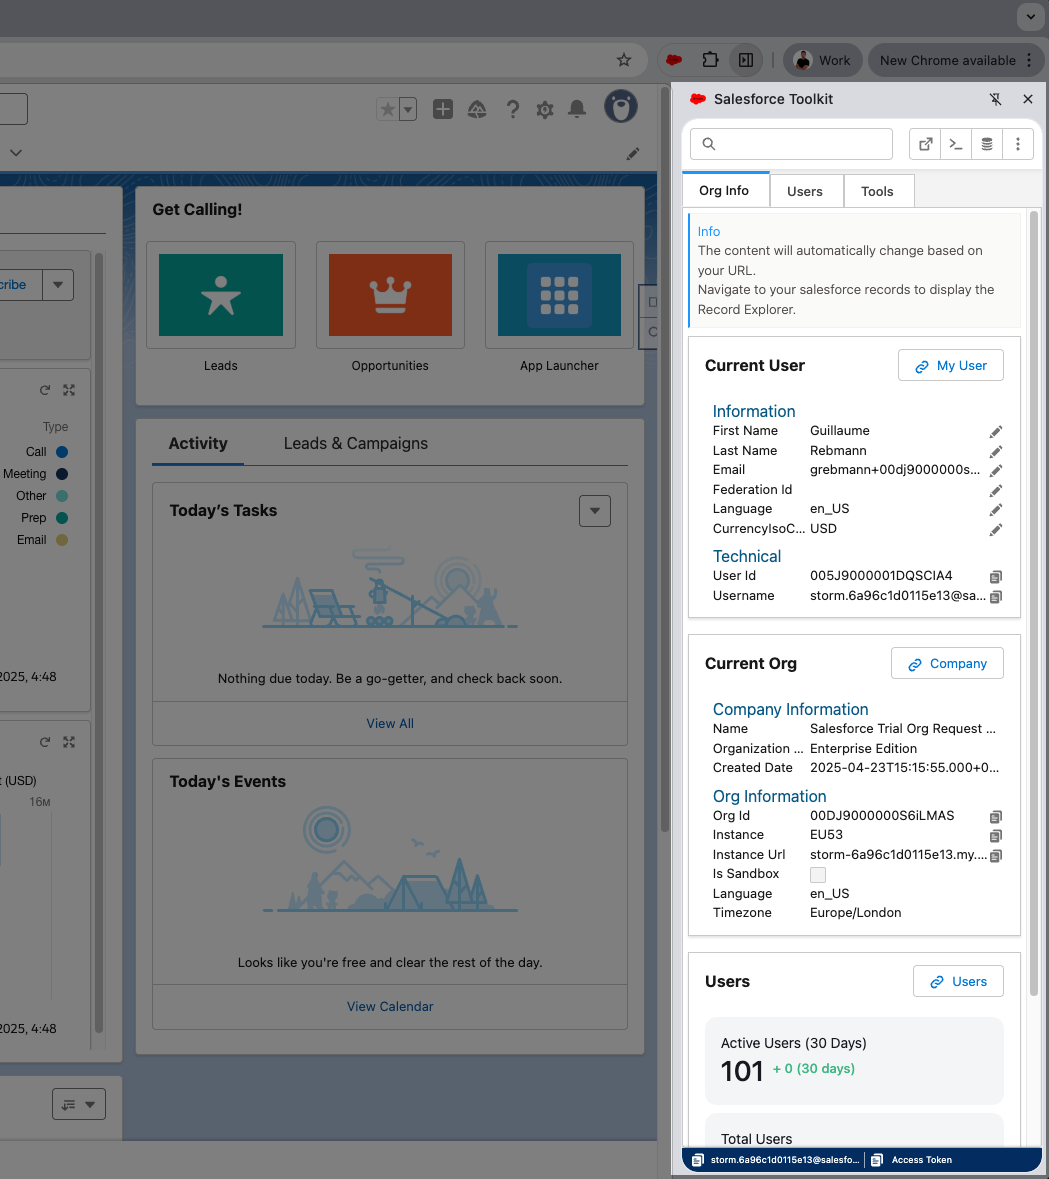 Work
New Chrome available
Salesforce Toolkit
Org Info
Users
Tools
Info
The content will automatically change based on
your URL.
Navigate to your salesforce records to display the
Record Explorer.
Current User
My User
Information
First Name Guillaume
Last Name Rebmann
Email grebmann+00dj9000000s...
Federation Id
Language en_US
CurrencyIsoC... USD
Technical
User Id 005J9000001DQSCIA4
Username storm.6a96c1d0115e13@sa...
Current Org
Company
Company Information
Name Salesforce Trial Org Request ...
Organization ... Enterprise Edition
Created Date 2025-04-23T15:15:55.000+0...
Org Information
Org Id 00DJ9000000S6iLMAS
Instance EU53
Instance Url storm-6a96c1d0115e13.my....
Is Sandbox
Language en_US
Timezone Europe/London
Users
Users
Active Users (30 Days)
101 + 0 (30 days)
Total Users
storm.6a96c1d0115e13@salesfo...
Access Token
cribe
Type
Call
Meeting
Other
Prep
Email
2025, 4:48
t (USD)
16M
2025, 4:48
Get Calling!
Leads
Opportunities
App Launcher
Activity
Leads & Campaigns
Today’s Tasks
Nothing due today. Be a go-getter, and check back soon.
View All
Today's Events
Looks like you're free and clear the rest of the day.
View Calendar